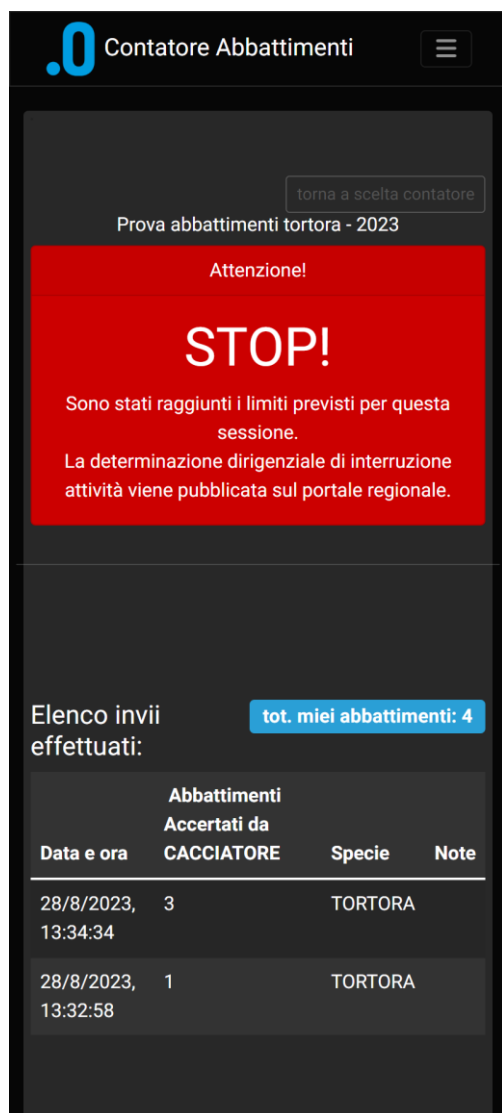 .0 Contatore Abbattimenti
torna a scelta contatore
Prova abbattimenti tortora - 2023
Attenzione!
STOP!
Sono stati raggiunti i limiti previsti per questa
sessione.
La determinazione dirigenziale di interruzione
attività viene pubblicata sul portale regionale.
Elenco invii
effettuati:
tot. miei abbattimenti: 4
Data e ora Abbattimenti Accertati da CACCIATORE Specie Note
28/8/2023, 13:34:34 3 TORTORA
28/8/2023, 13:32:58 1 TORTORA